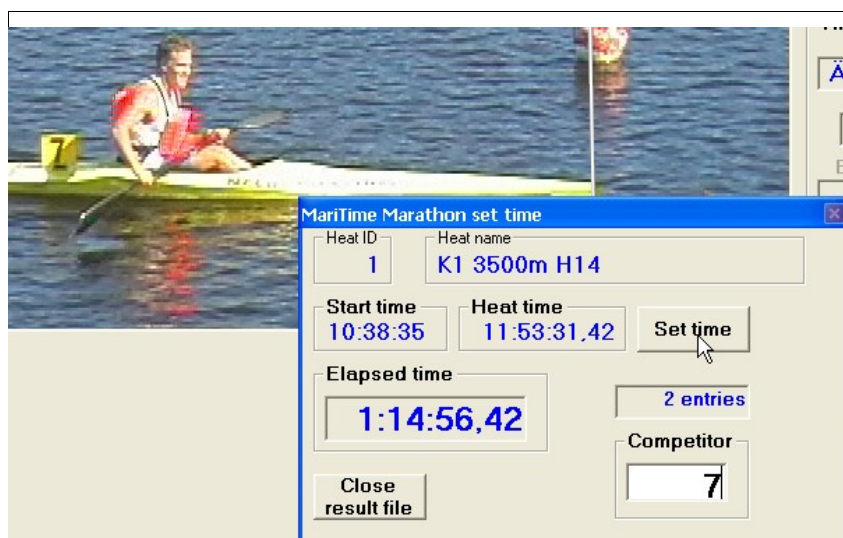 7
MariTime Marathon set time
Heat ID
1
Heat name
K1 3500m H14
Start time
10:38:35
Heat time
11:53:31,42
Set time
Elapsed time
1:14:56,42
2 entries
Competitor
7
Close
result file
Ä